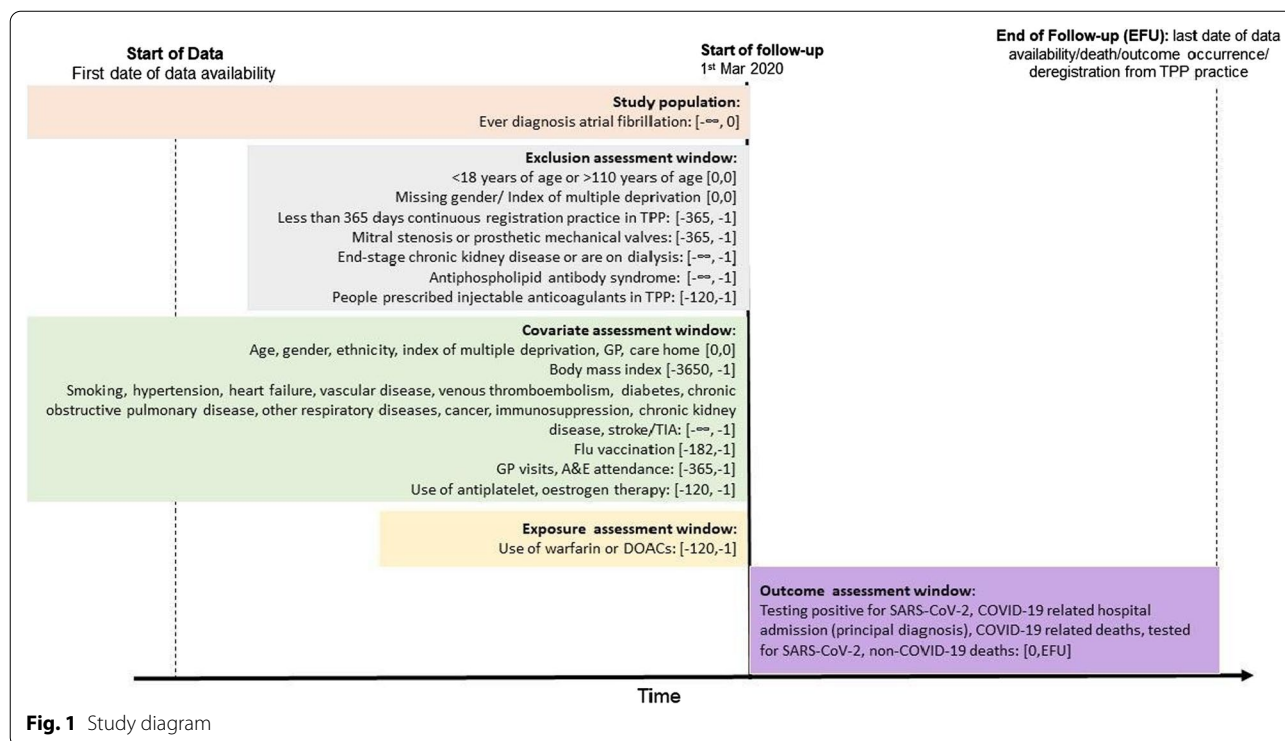 Start of Data
First date of data availability
Start of follow-up
1st Mar 2020
End of Follow-up (EFU): last date of data
availability/death/outcome occurrence/
deregistration from TPP practice
Study population:
Ever diagnosis atrial fibrillation: [-∞, 0]
Exclusion assessment window:
<18 years of age or >110 years of age [0,0]
Missing gender/ Index of multiple deprivation [0,0]
Less than 365 days continuous registration practice in TPP: [-365, -1]
Mitral stenosis or prosthetic mechanical valves: [-365, -1]
End-stage chronic kidney disease or are on dialysis: [-∞, -1]
Antiphospholipid antibody syndrome: [-∞, -1]
People prescribed injectable anticoagulants in TPP: [-120,-1]
Covariate assessment window:
Age, gender, ethnicity, index of multiple deprivation, GP, care home [0,0]
Body mass index [-3650, -1]
Smoking, hypertension, heart failure, vascular disease, venous thromboembolism, diabetes, chronic
obstructive pulmonary disease, other respiratory diseases, cancer, immunosuppression, chronic kidney
disease, stroke/TIA: [-∞, -1]
Flu vaccination [-182,-1]
GP visits, A&E attendance: [-365,-1]
Use of antiplatelet, oestrogen therapy: [-120, -1]
Exposure assessment window:
Use of warfarin or DOACs: [-120,-1]
Outcome assessment window:
Testing positive for SARS-CoV-2, COVID-19 related hospital
admission (principal diagnosis), COVID-19 related deaths, tested
for SARS-CoV-2, non-COVID-19 deaths: [0,EFU]
Time
Fig. 1 Study diagram